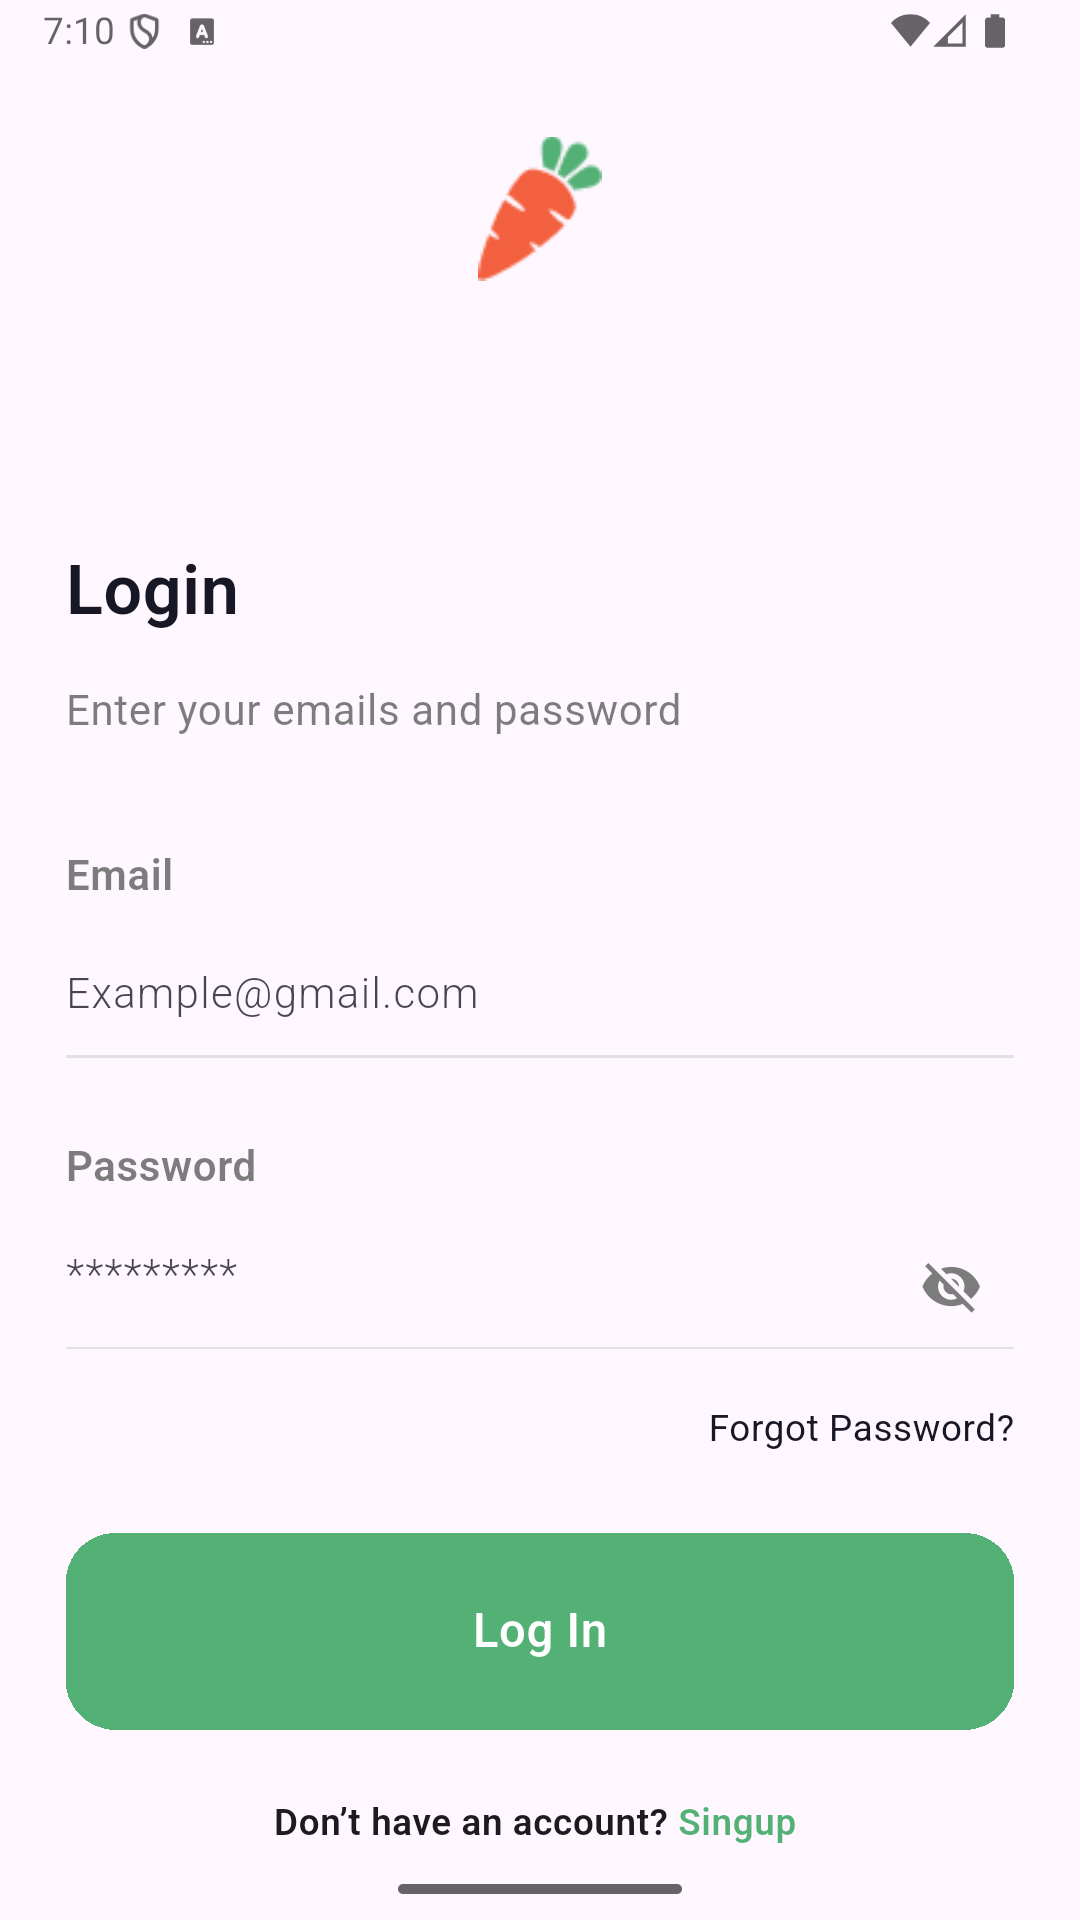 7:10
Login
Enter your emails and password
Email
Example@gmail.com
Password
*********
Forgot Password?
Log In
Don’t have an account? Singup